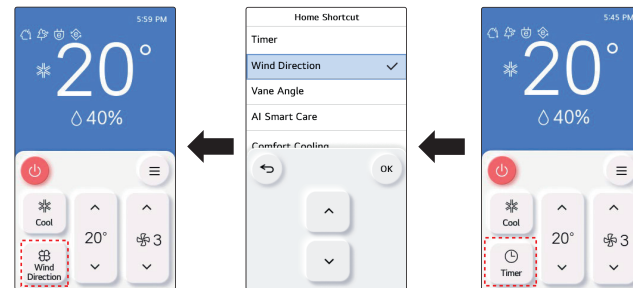 5:59 PM
20°
40%
Cool
20°
3
Wind
Direction
Home Shortcut
Timer
Wind Direction
Vane Angle
AI Smart Care
Comfort Cooling
OK
5:45 PM
20°
40%
Cool
20°
3
Timer